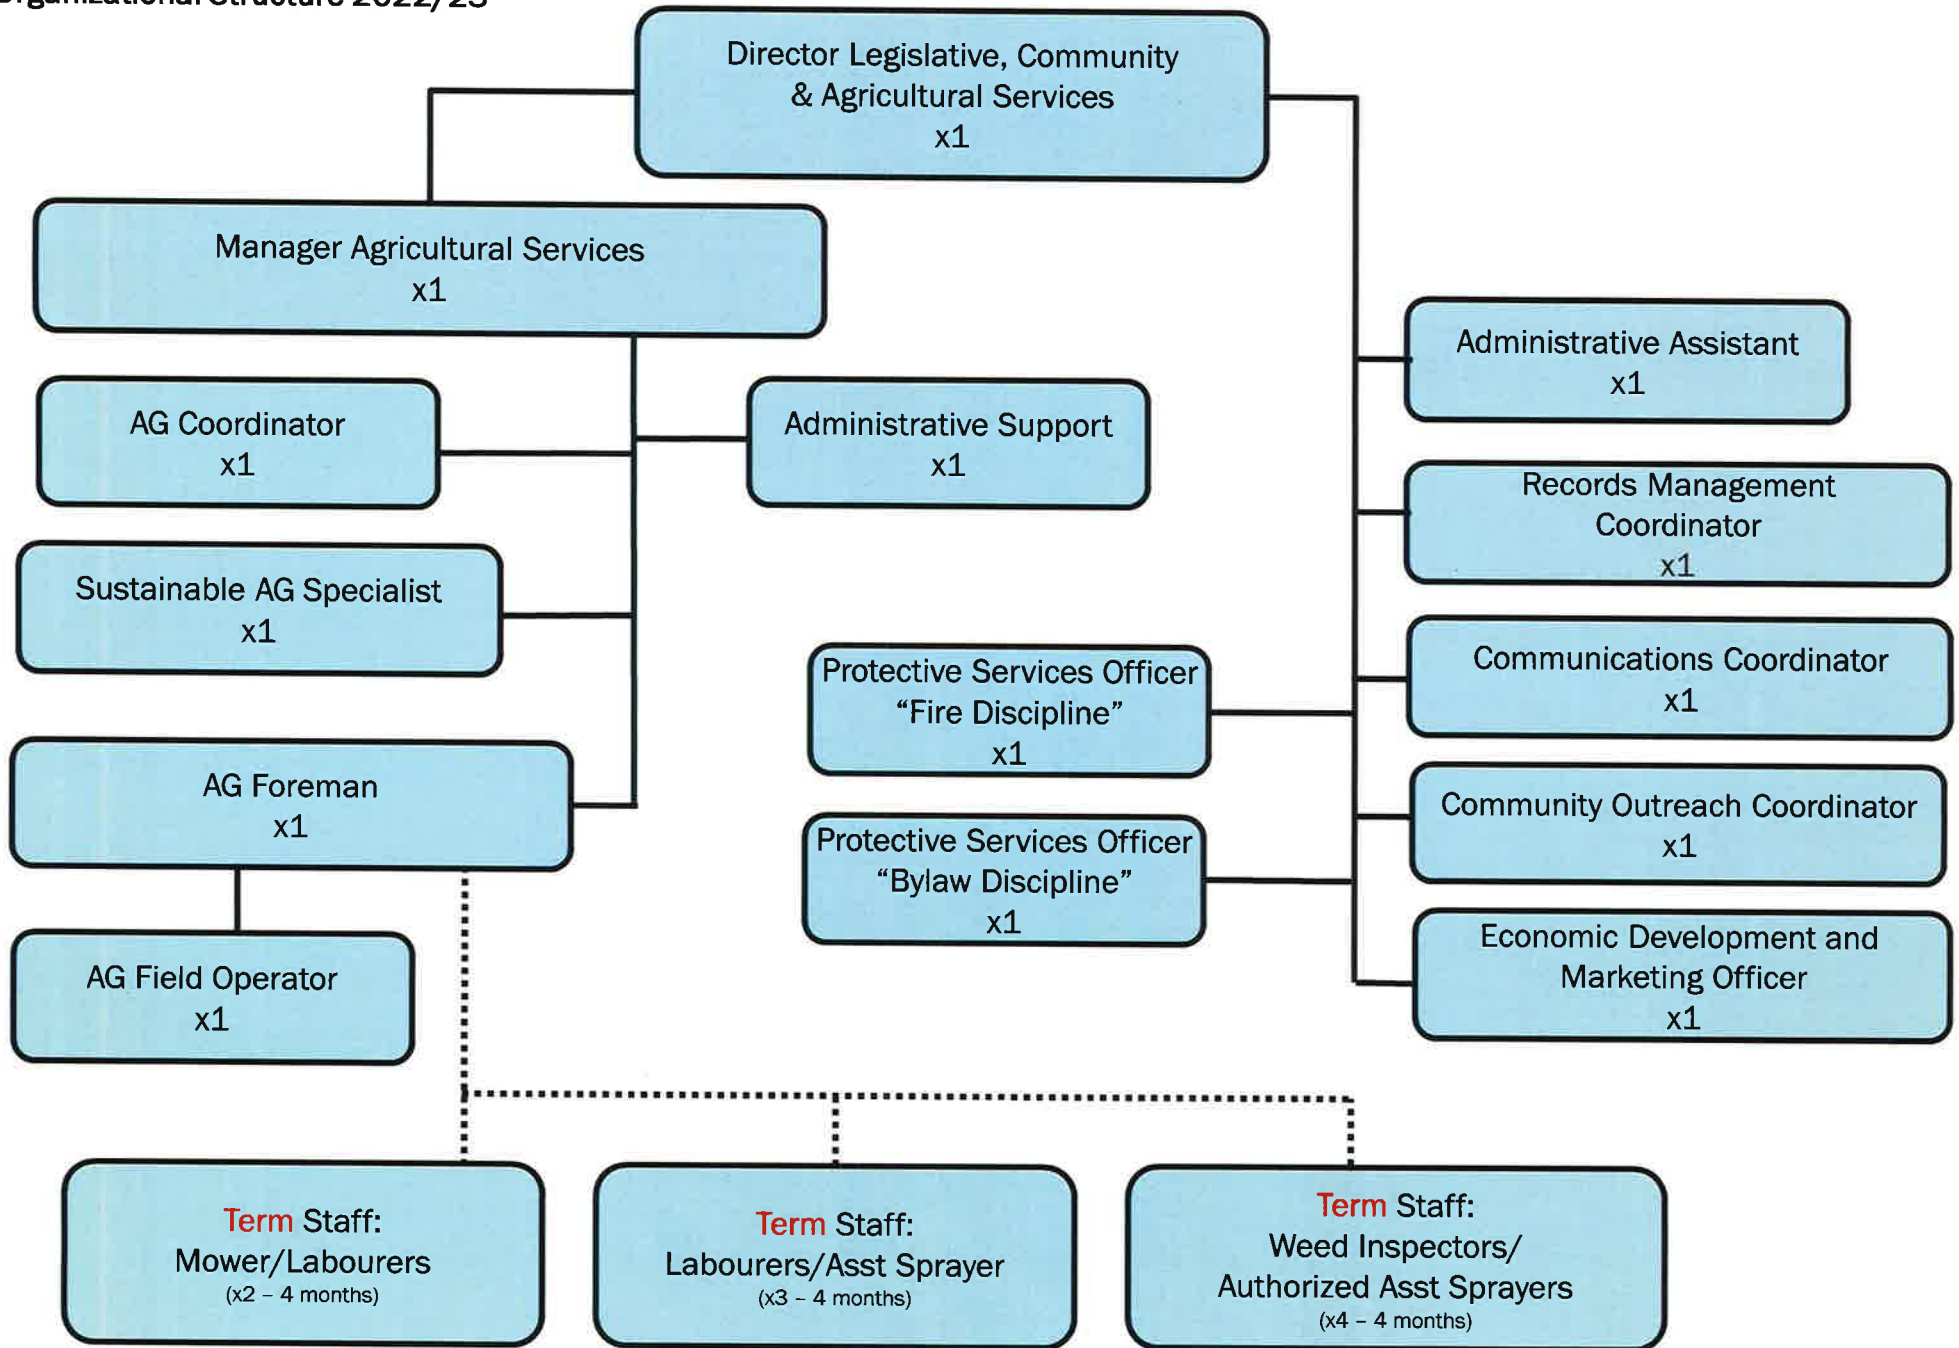 Organizational Structure 2022/23
Director Legislative, Community
& Agricultural Services
x1
Manager Agricultural Services
x1
Administrative Assistant
x1
AG Coordinator
x1
Administrative Support
x1
Records Management
Coordinator
x1
Sustainable AG Specialist
x1
Communications Coordinator
x1
Protective Services Officer
“Fire Discipline”
x1
AG Foreman
x1
Community Outreach Coordinator
x1
Protective Services Officer
“Bylaw Discipline”
x1
Economic Development and
Marketing Officer
x1
AG Field Operator
x1
Term Staff:
Mower/Labourers
(x2 – 4 months)
Term Staff:
Labourers/Asst Sprayer
(x3 – 4 months)
Term Staff:
Weed Inspectors/
Authorized Asst Sprayers
(x4 – 4 months)